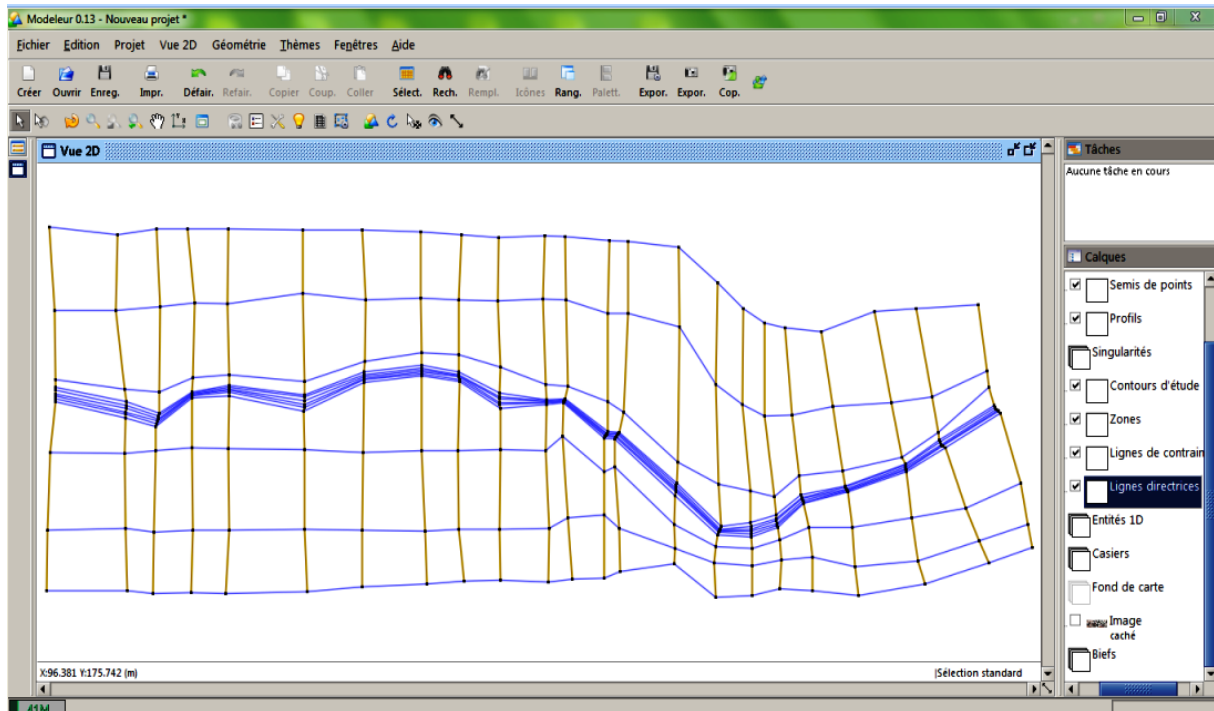 Modeleur 0.13 - Nouveau projet *
Fichier Edition Projet Vue 2D Géométrie Thèmes Fenêtres Aide
Créer Ouvrir Enreg. Impr. Défair. Refair. Copier Coup. Coller Sélect. Rech. Rempl. Icônes Rang. Palett. Expor. Expor. Cop.
Vue 2D
Tâches
Aucune tâche en cours
Calques
Semis de points
Profils
Singularités
Contours d'étude
Zones
Lignes de contrain
Lignes directrices
Entités 1D
Casiers
Fond de carte
Image
caché
Biefs
X:96.381 Y:175.742 (m)
|Sélection standard
41M